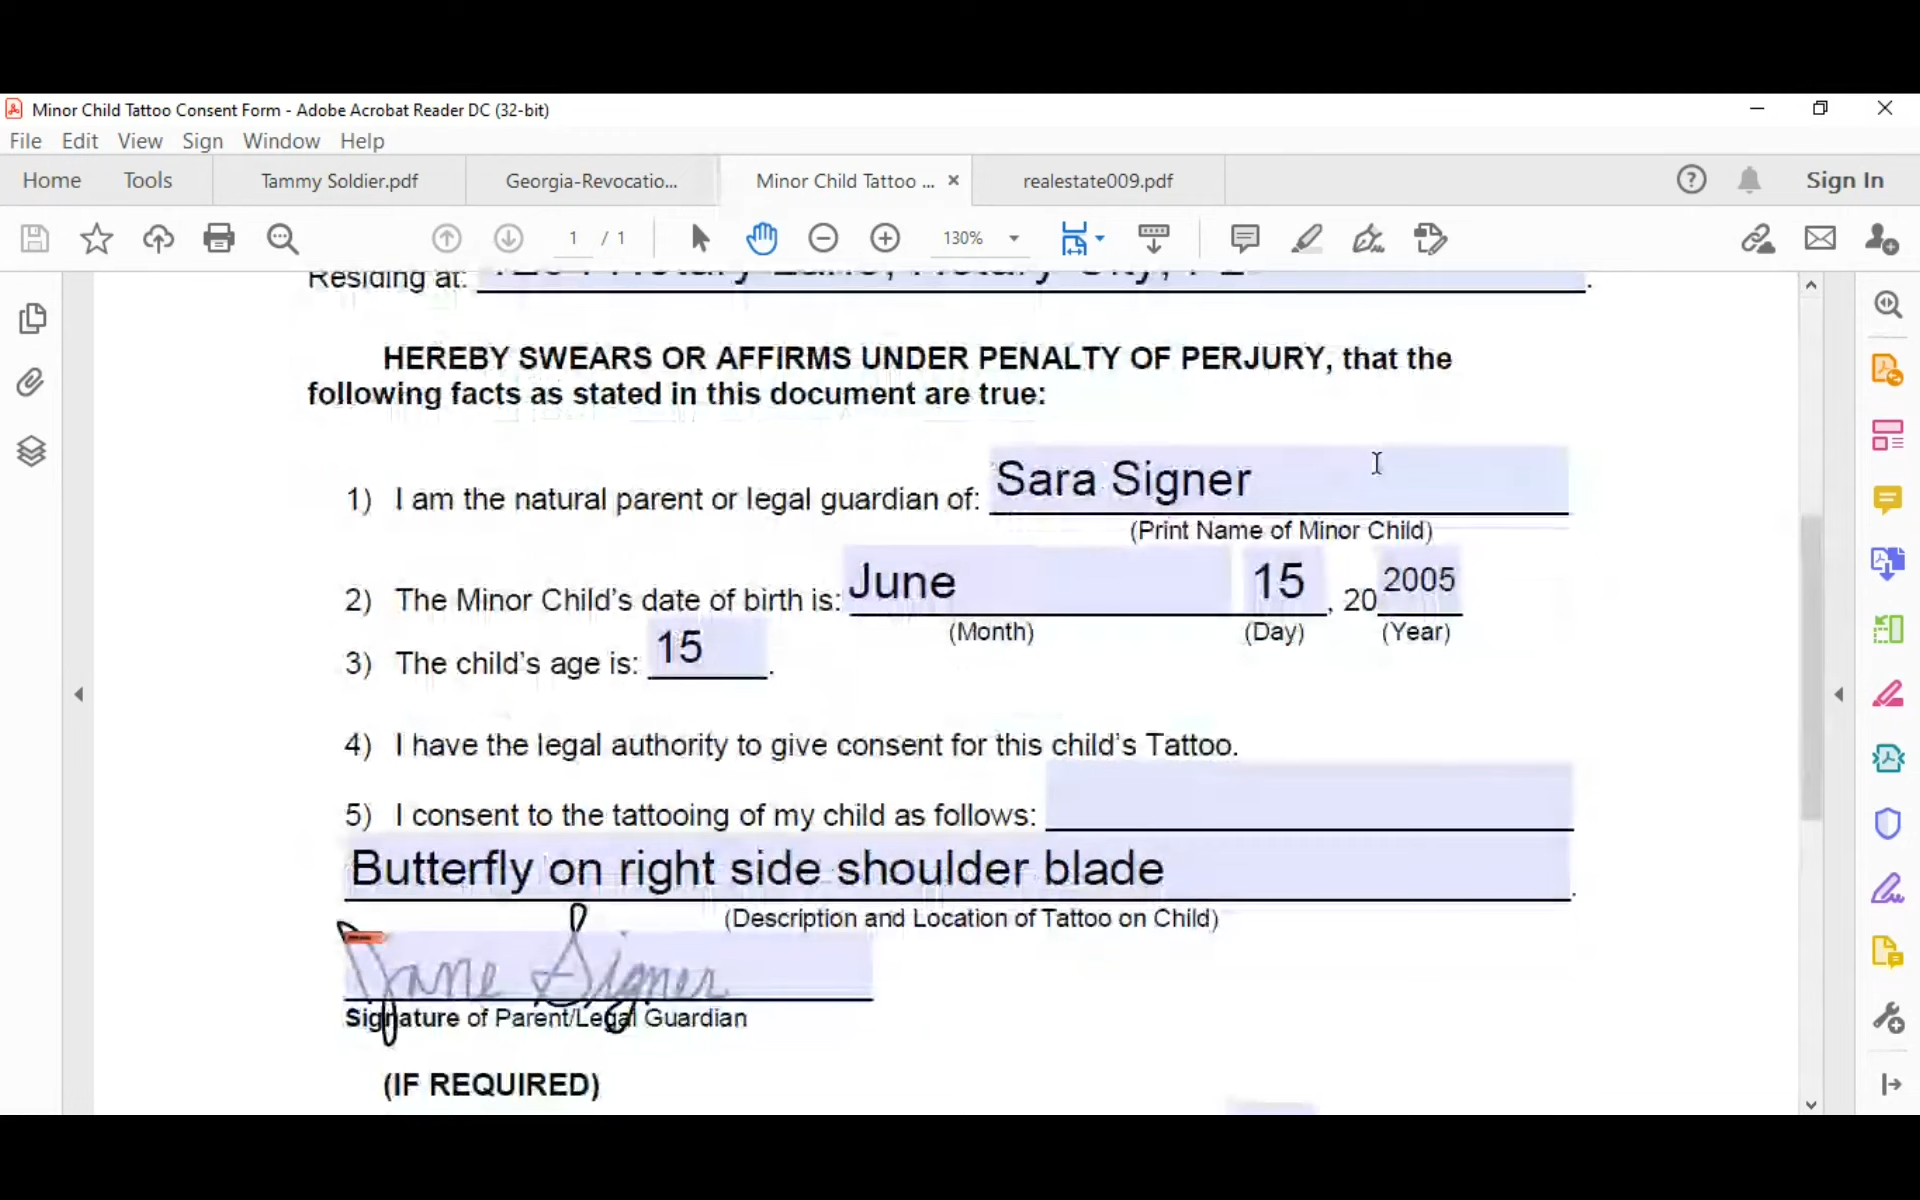 Minor Child Tattoo Consent Form - Adobe Acrobat Reader DC (32-bit)
File Edit View Sign Window Help
Home Tools Tammy Soldier.pdf Georgia-Revocatio... Minor Child Tattoo ... realestate009.pdf Sign In
1 / 1 130%
Residing at:
HEREBY SWEARS OR AFFIRMS UNDER PENALTY OF PERJURY, that the
following facts as stated in this document are true:
1) I am the natural parent or legal guardian of: Sara Signer
(Print Name of Minor Child)
2) The Minor Child's date of birth is: June 15, 20 2005
(Month) (Day) (Year)
3) The child's age is: 15.
4) I have the legal authority to give consent for this child's Tattoo.
5) I consent to the tattooing of my child as follows:
Butterfly on right side shoulder blade.
(Description and Location of Tattoo on Child)
Jane Signer
Signature of Parent/Legal Guardian
(IF REQUIRED)